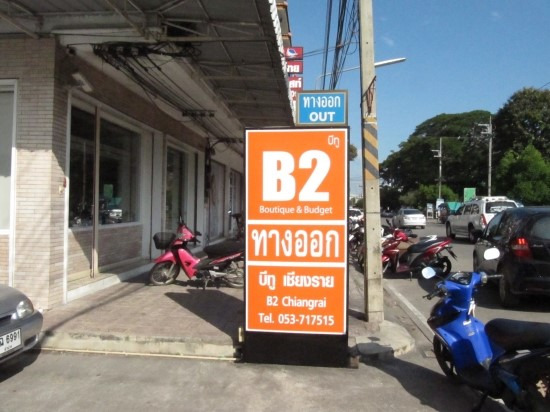 ทางออก
OUT
บีทู
B2
Boutique & Budget
ทางออก
บีทู เชียงราย
B2 Chiangrai
Tel. 053-717515